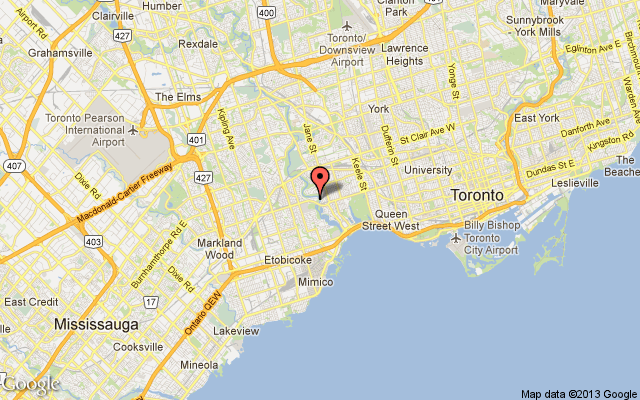 Clairville
Humber
400
Clanton
Park
Maryvale
Airport Rd
427
Rexdale
Toronto/
Downsview
Airport
Sunnybrook
York Mills
Grahamsville
Lawrence
Heights
Yonge St
Eglinton Ave E
Birchmount
The Elms
York
Warden Ave
Toronto Pearson
International
Airport
Kipling Ave
401
Jane St
Dufferin St
St Clair Ave W
East York
Danforth Ave
Kingston Rd
407
Dixie Rd
Macdonald-Cartier Freeway
427
Keele St
University
Dundas St E
The
Beaches
Leslieville
Toronto
403
Burnhamthorpe Rd E
Markland
Wood
Queen
Street West
Billy Bishop
Toronto
City Airport
Etobicoke
Dixie Rd
Mimico
East Credit
17
Ontario QEW
Mississauga
Lakeview
Cooksville
Mineola
Google
Map data ©2013 Google